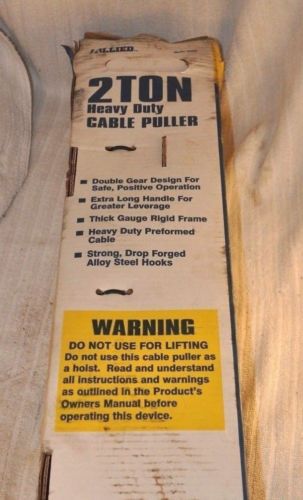 ALLIED
2 TON
Heavy Duty
CABLE PULLER
Double Gear Design For
Safe, Positive Operation
Extra Long Handle For
Greater Leverage
Thick Gauge Rigid Frame
Heavy Duty Preformed
Cable
Strong, Drop Forged
Alloy Steel Hooks
WARNING
DO NOT USE FOR LIFTING
Do not use this cable puller as
a hoist. Read and understand
all instructions and warnings
as outlined in the Product's
Owners Manual before
operating this device.